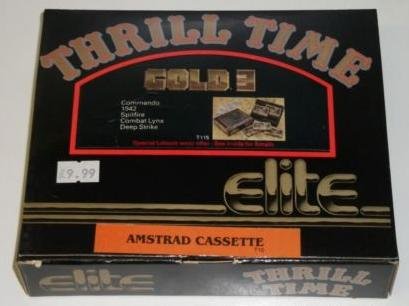 THRILL TIME
GOLD 3
Commando
1942
Spitfire
Combat Lynx
Deep Strike
T115
£9.99
elite
AMSTRAD CASSETTE
elite
THRILL
TIME